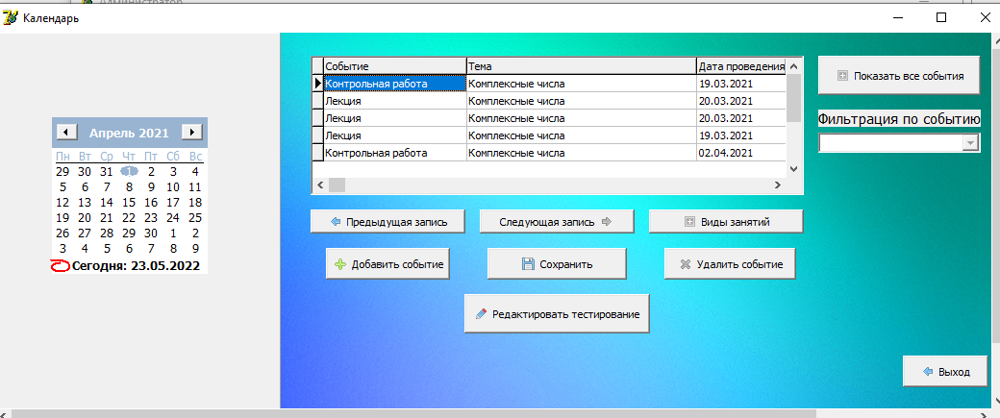 Администратор
Календарь
Апрель 2021
Пн Вт Ср Чт Пт Сб Вс
29 30 31 1 2 3 4
5 6 7 8 9 10 11
12 13 14 15 16 17 18
19 20 21 22 23 24 25
26 27 28 29 30 1 2
3 4 5 6 7 8 9
Сегодня: 23.05.2022
Событие Тема Дата проведения
Контрольная работа Комплексные числа 19.03.2021
Лекция Комплексные числа 20.03.2021
Лекция Комплексные числа 20.03.2021
Лекция Комплексные числа 19.03.2021
Контрольная работа Комплексные числа 02.04.2021
Показать все события
Фильтрация по событию
Предыдущая запись Следующая запись Виды занятий
Добавить событие Сохранить Удалить событие
Редактировать тестирование
Выход